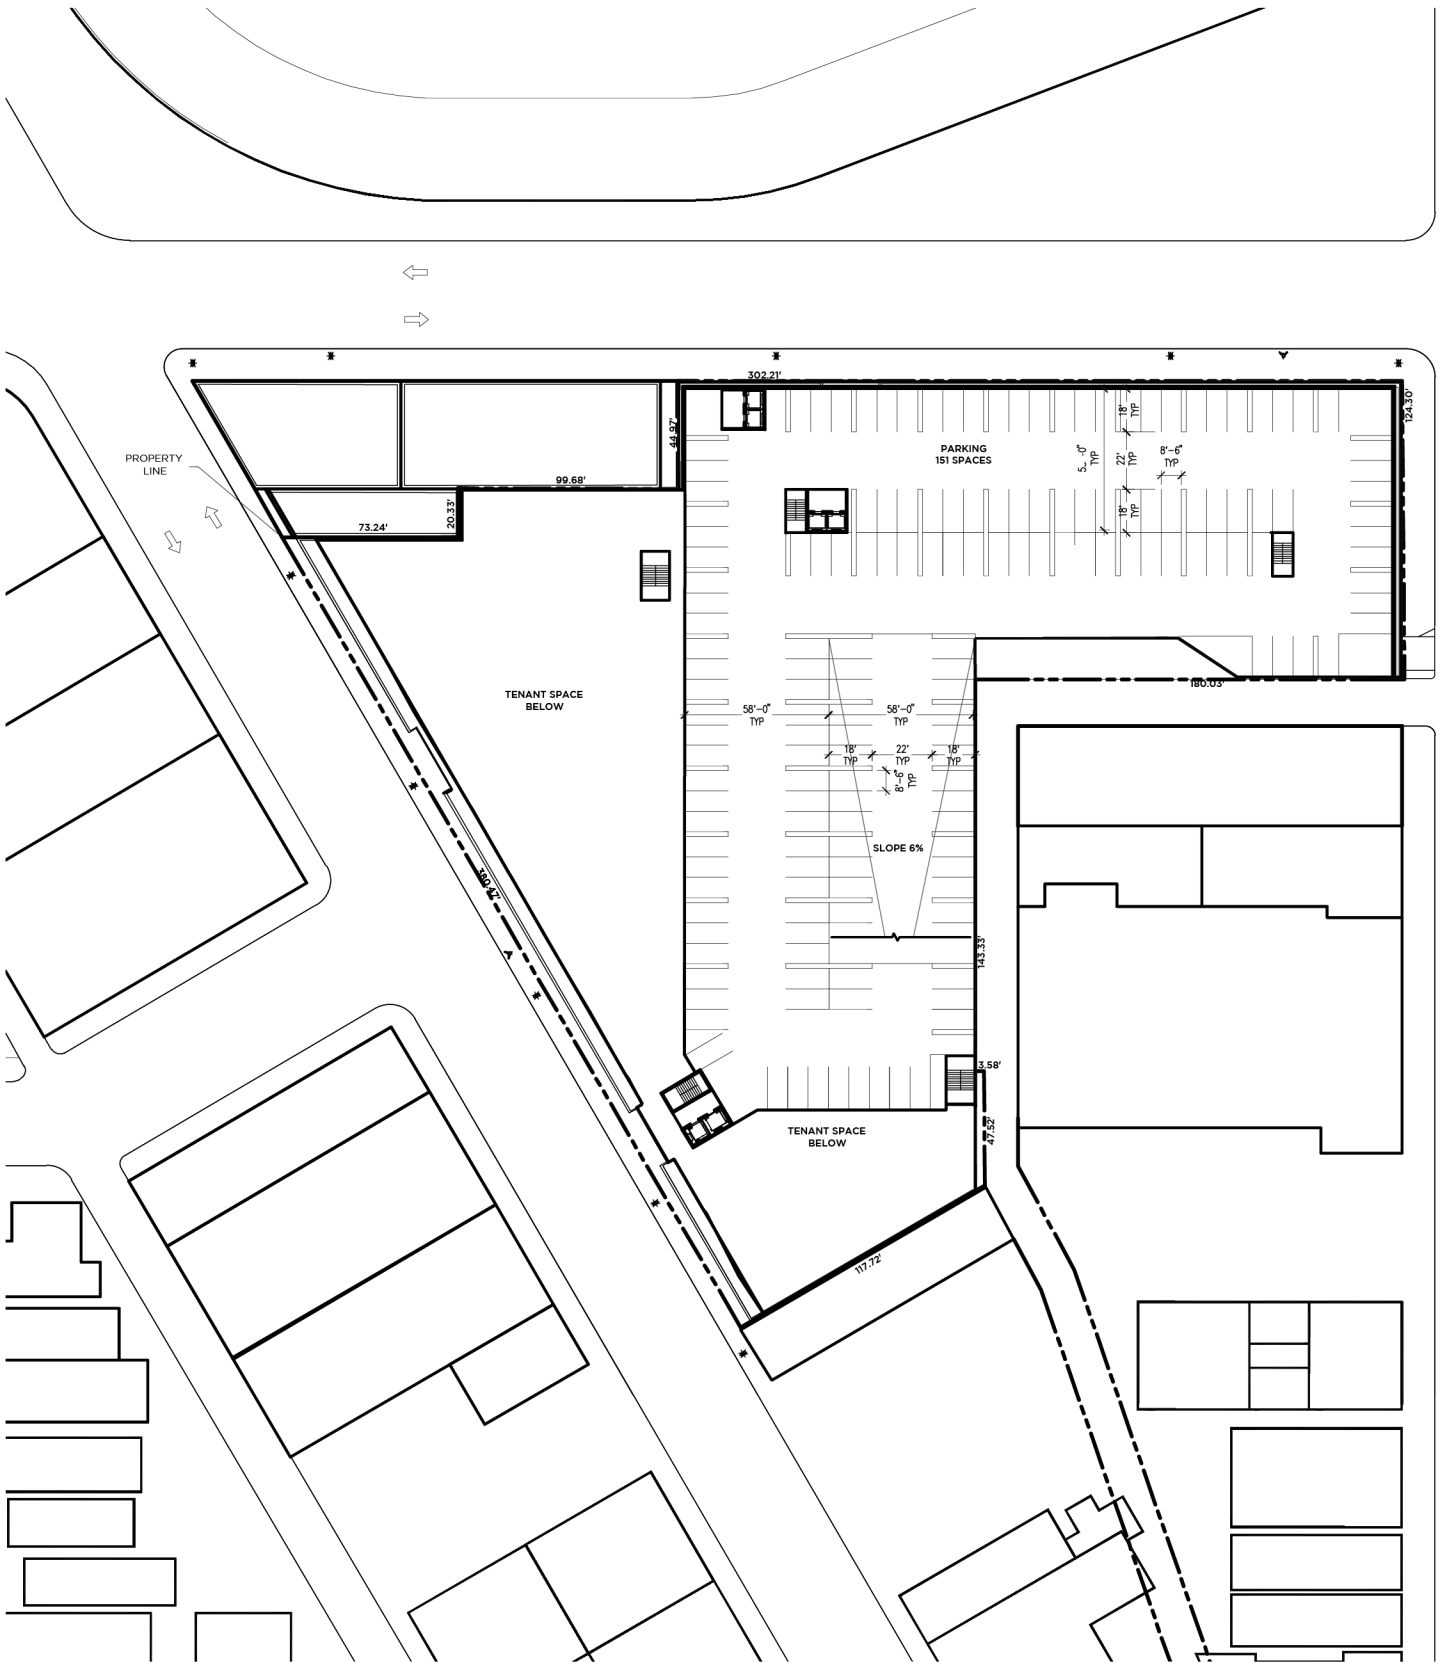 302.21'
124.30'
44.97'
PROPERTY
LINE
99.68'
20.33'
73.24'
PARKING
151 SPACES
18'
TYP
22'
TYP
18'
TYP
8'-6"
TYP
TYP
TENANT SPACE
BELOW
180.03'
58'-0"
TYP
58'-0"
TYP
18'
TYP
22'
TYP
18'
TYP
8'-6"
TYP
SLOPE 6%
380.47'
143.33'
3.58'
47.52'
TENANT SPACE
BELOW
117.72'